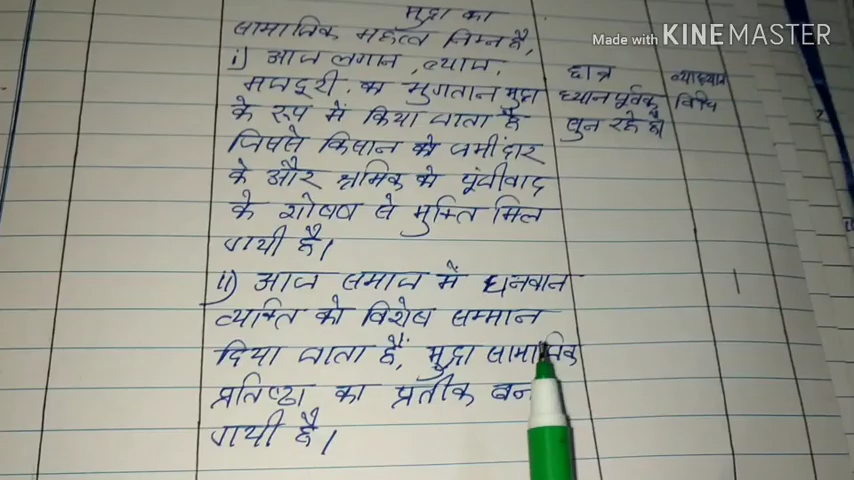 Made with KINEMASTER
मुद्रा का
सामाजिक महत्व निम्न है,
i) आज लगान, ब्याज,
मजदूरी का भुगतान मुद्रा
के रूप में किया जाता है
जिससे किसान को जमींदार
के और श्रमिक को पूंजीवाद
के शोषण से मुक्ति मिल
गयी है।
ii) आज समाज में धनवान
व्यक्ति को विशेष सम्मान
दिया जाता हैं, मुद्रा सामाजिक
प्रतिष्ठा का प्रतीक बन
गयी है।
छात्र
ध्यान पूर्वक
सुन रहे है।
व्याख्यान
विधि